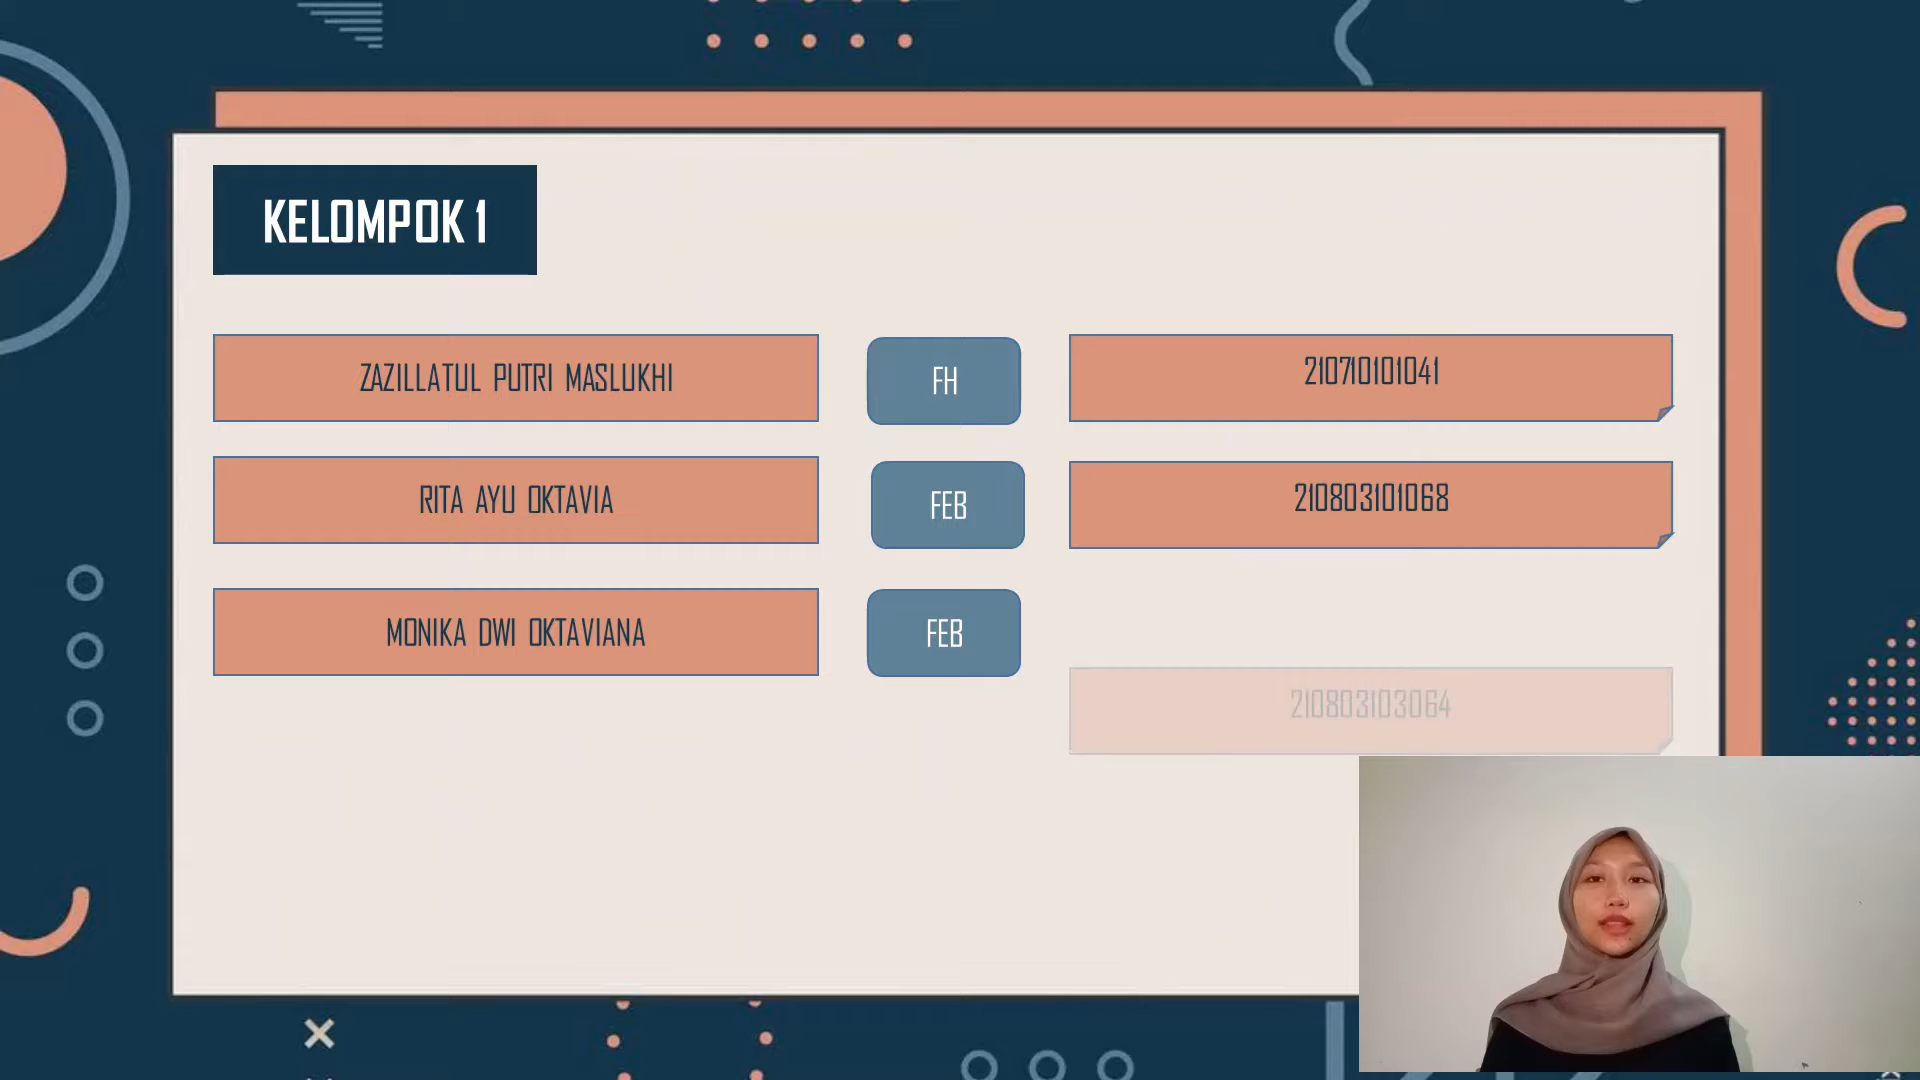 KELOMPOK 1
ZAZILLATUL PUTRI MASLUKHI
FH
210710101041
RITA AYU OKTAVIA
FEB
210803101068
MONIKA DWI OKTAVIANA
FEB
210803103064